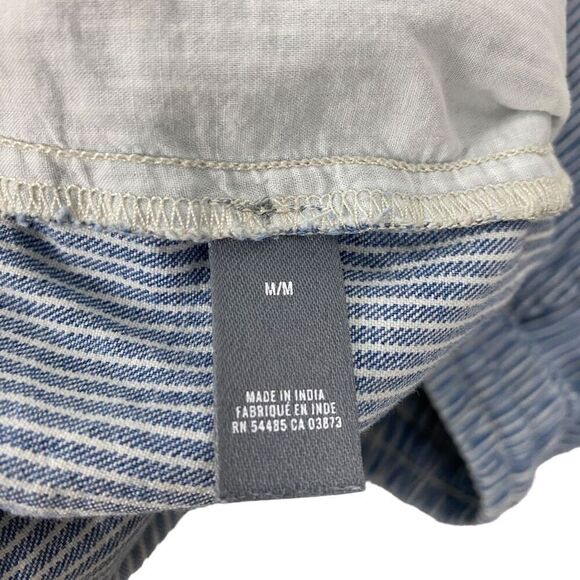 M/M
MADE IN INDIA
FABRIQUÉ EN INDE
RN 54485 CA 03873